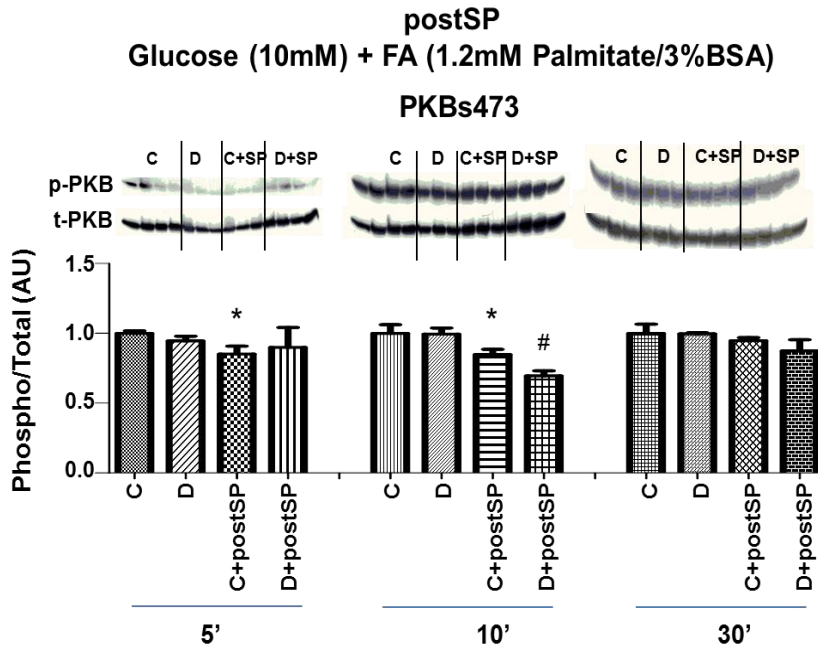 postSP
Glucose (10mM) + FA (1.2mM Palmitate/3%BSA)
PKBs473
C D C+SP D+SP C D C+SP D+SP C D C+SP D+SP
p-PKB
t-PKB
Phospho/Total (AU)
1.5
1.0
0.5
0.0
* * #
C D C+postSP D+postSP C D C+postSP D+postSP C D C+postSP D+postSP
5’ 10’ 30’